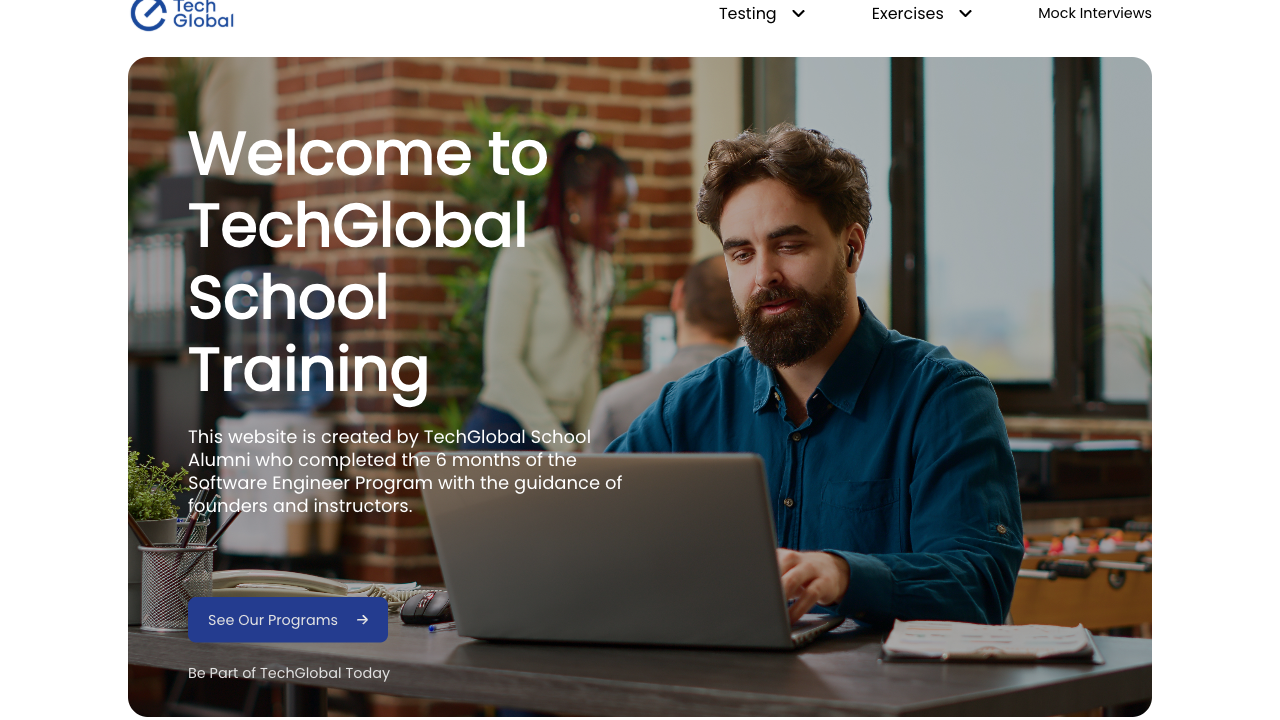 Tech
Global
Testing
Exercises
Mock Interviews
Welcome to
TechGlobal
School
Training
This website is created by TechGlobal School
Alumni who completed the 6 months of the
Software Engineer Program with the guidance of
founders and instructors.
See Our Programs
Be Part of TechGlobal Today